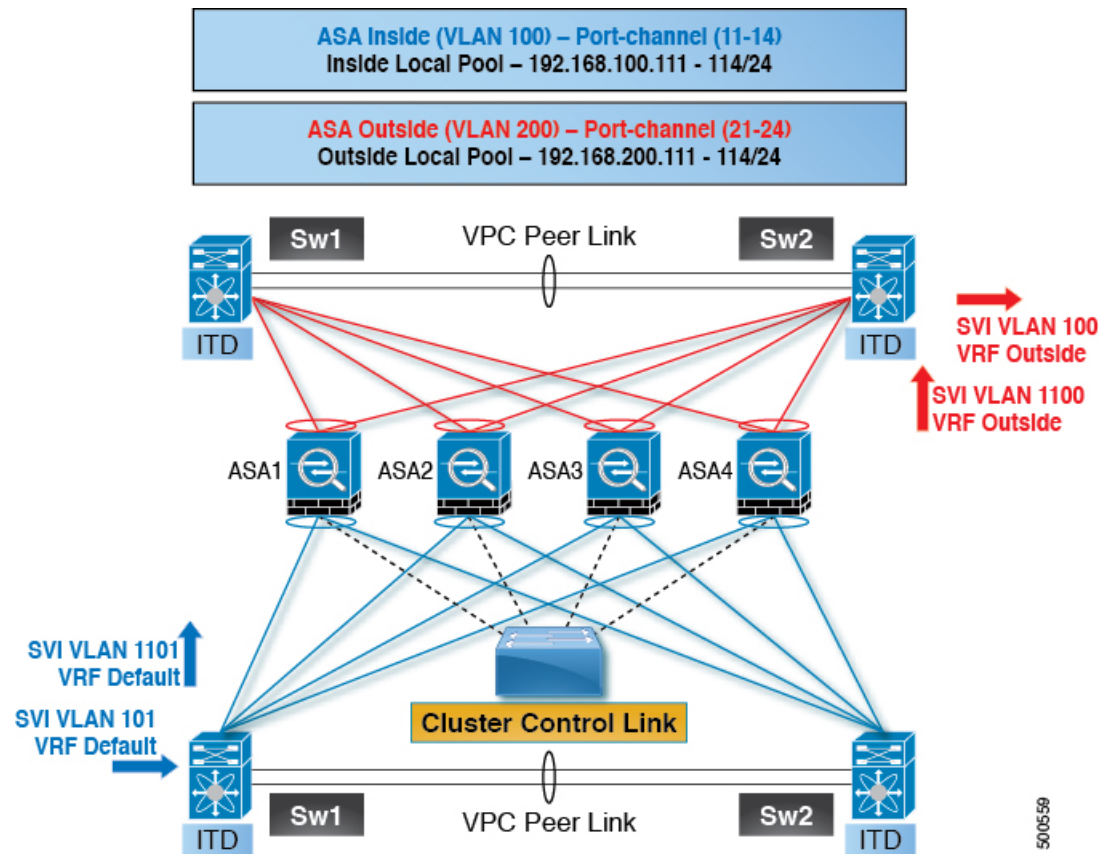 ASA Inside (VLAN 100) – Port-channel (11-14)
Inside Local Pool – 192.168.100.111 - 114/24
ASA Outside (VLAN 200) – Port-channel (21-24)
Outside Local Pool – 192.168.200.111 - 114/24
Sw1
VPC Peer Link
Sw2
ITD
ITD
SVI VLAN 100
VRF Outside
SVI VLAN 1100
VRF Outside
ASA1
ASA2
ASA3
ASA4
SVI VLAN 1101
VRF Default
SVI VLAN 101
VRF Default
Cluster Control Link
Sw1
VPC Peer Link
Sw2
ITD
ITD
500559